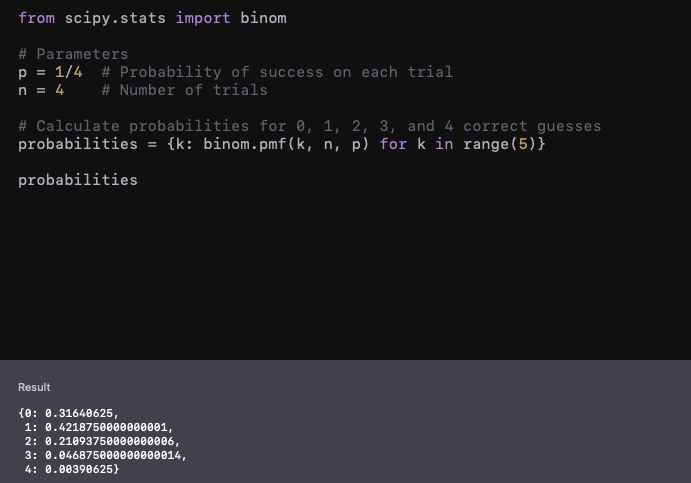 from scipy.stats import binom
# Parameters
p = 1/4  # Probability of success on each trial
n = 4    # Number of trials
# Calculate probabilities for 0, 1, 2, 3, and 4 correct guesses
probabilities = {k: binom.pmf(k, n, p) for k in range(5)}
probabilities
Result
{0: 0.31640625,
 1: 0.4218750000000001,
 2: 0.21093750000000006,
 3: 0.046875000000000014,
 4: 0.00390625}